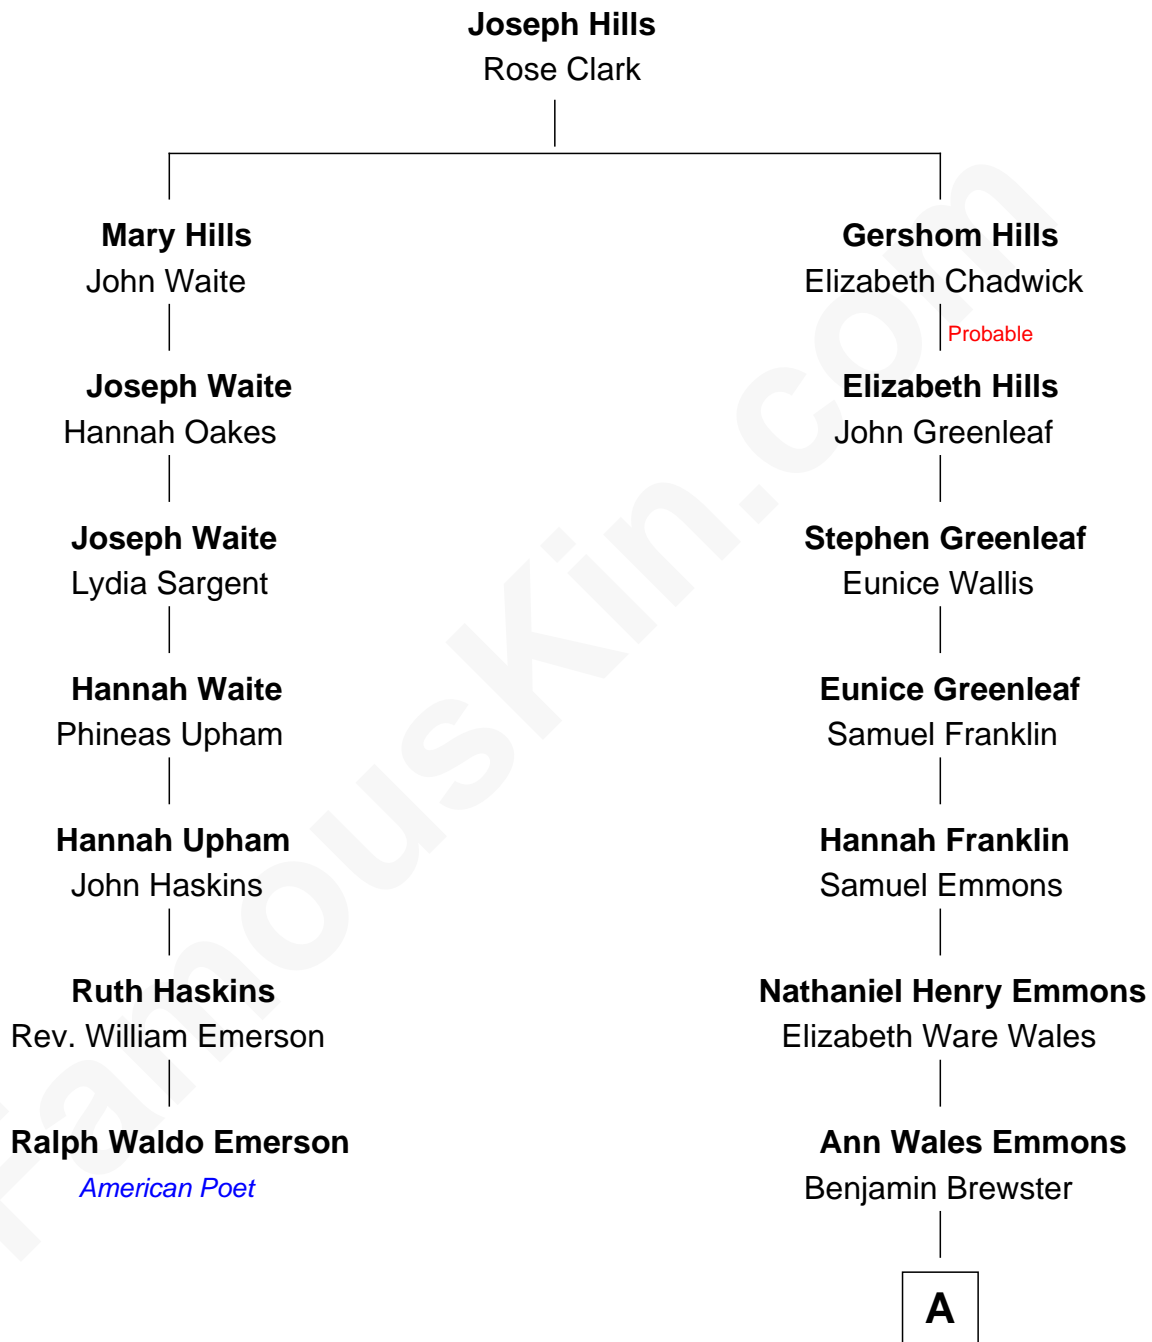 Joseph Hills
Rose Clark
Mary Hills
John Waite
Gershom Hills
Elizabeth Chadwick
Probable
Joseph Waite
Hannah Oakes
Elizabeth Hills
John Greenleaf
Joseph Waite
Lydia Sargent
Stephen Greenleaf
Eunice Wallis
Hannah Waite
Phineas Upham
Eunice Greenleaf
Samuel Franklin
Hannah Upham
John Haskins
Hannah Franklin
Samuel Emmons
Ruth Haskins
Rev. William Emerson
Nathaniel Henry Emmons
Elizabeth Ware Wales
Ralph Waldo Emerson
American Poet
Ann Wales Emmons
Benjamin Brewster
A
FamousKin.com